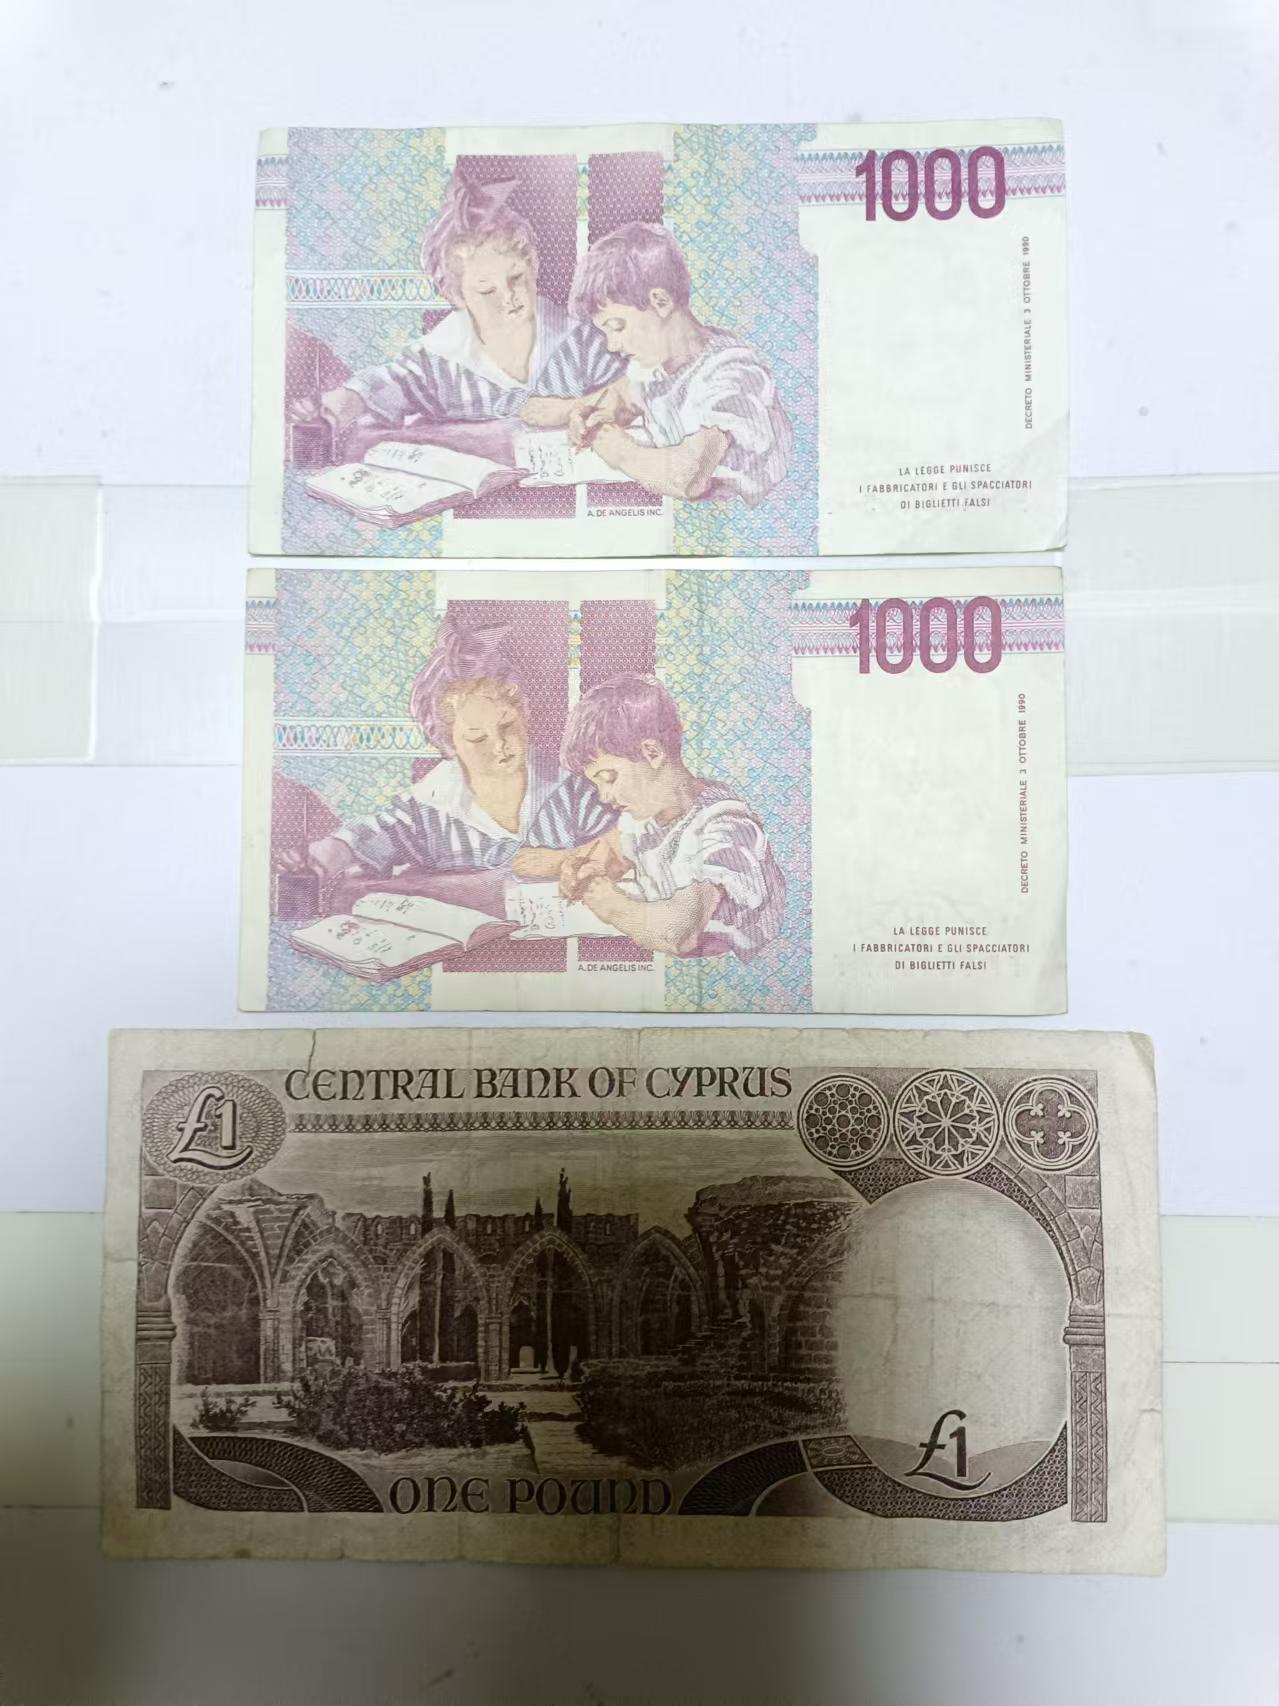 1000
DECRETO MINISTERIALE 3 OTTOBRE 1990
LA LEGGE PUNISCE
I FABBRICATORI E GLI SPACCIATORI
DI BIGLIETTI FALSI
A. DE ANGELIS INC.
1000
DECRETO MINISTERIALE 3 OTTOBRE 1990
LA LEGGE PUNISCE
I FABBRICATORI E GLI SPACCIATORI
DI BIGLIETTI FALSI
A. DE ANGELIS INC.
£1
CENTRAL BANK OF CYPRUS
£1
ONE POUND